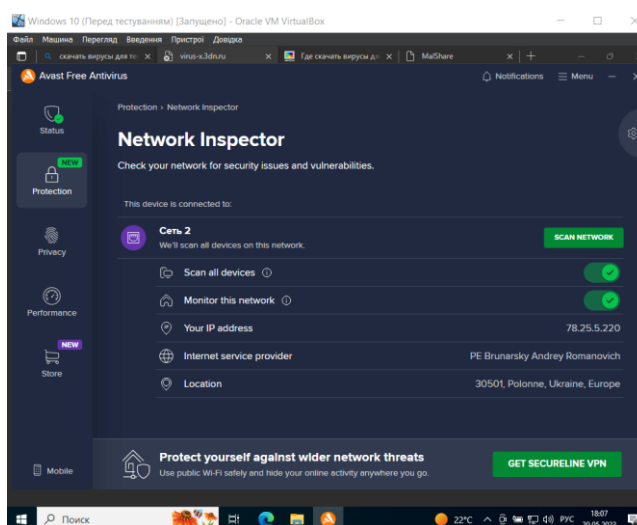 Windows 10 (Перед тестуванням) [Запущено] - Oracle VM VirtualBox
Файл Машина Перегляд Введення Пристрої Довідка
скачать вирусы для те
virus-x.3dn.ru
Где скачать вирусы дл
MalShare
Avast Free Antivirus
Notifications
Menu
Status
NEW
Protection
Privacy
Performance
NEW
Store
Mobile
Protection › Network Inspector
Network Inspector
Check your network for security issues and vulnerabilities.
This device is connected to:
Сеть 2
We'll scan all devices on this network.
SCAN NETWORK
Scan all devices
Monitor this network
Your IP address 78.25.5.220
Internet service provider PE Brunarsky Andrey Romanovich
Location 30501, Polonne, Ukraine, Europe
Protect yourself against wider network threats
Use public Wi-Fi safely and hide your online activity anywhere you go.
GET SECURELINE VPN
Поиск
22°C
РУС
18:07